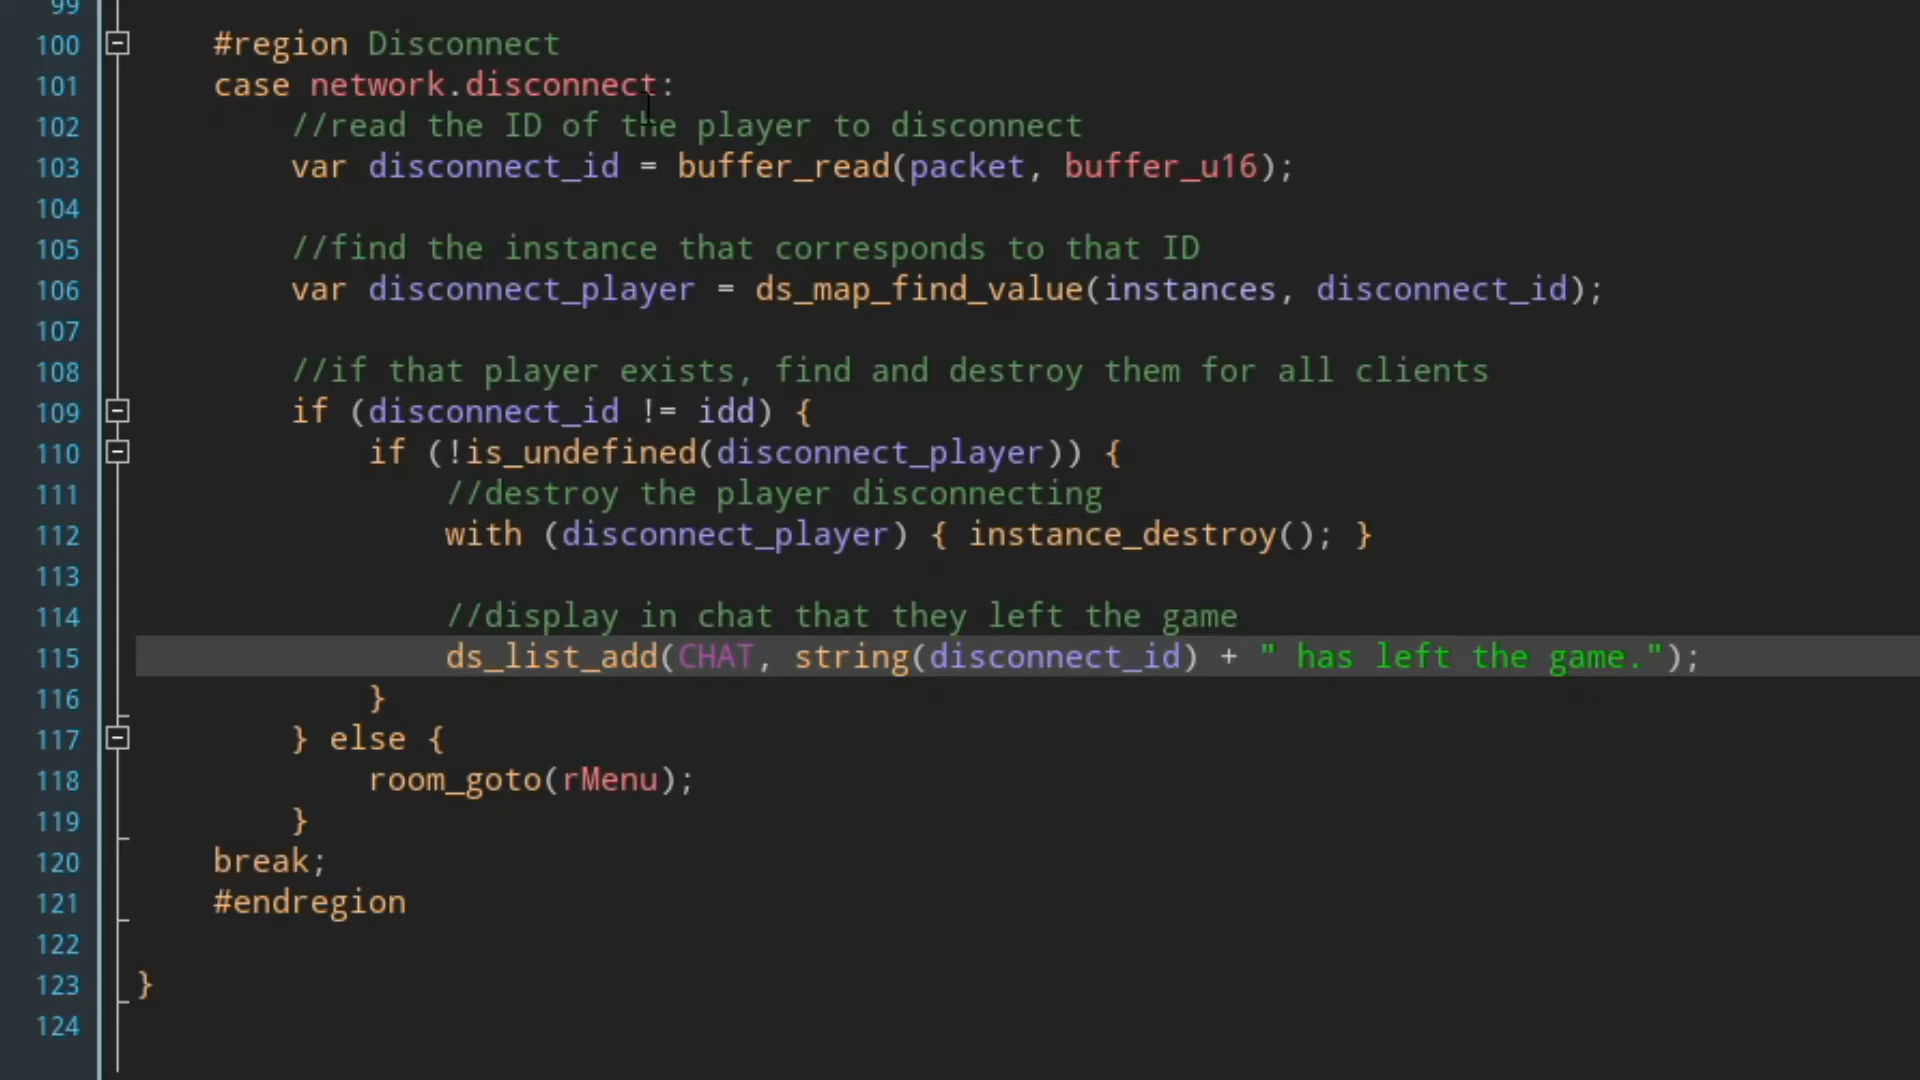 99
100 #region Disconnect
101 case network.disconnect:
102 //read the ID of the player to disconnect
103 var disconnect_id = buffer_read(packet, buffer_u16);
104
105 //find the instance that corresponds to that ID
106 var disconnect_player = ds_map_find_value(instances, disconnect_id);
107
108 //if that player exists, find and destroy them for all clients
109 if (disconnect_id != idd) {
110 if (!is_undefined(disconnect_player)) {
111 //destroy the player disconnecting
112 with (disconnect_player) { instance_destroy(); }
113
114 //display in chat that they left the game
115 ds_list_add(CHAT, string(disconnect_id) + " has left the game.");
116 }
117 } else {
118 room_goto(rMenu);
119 }
120 break;
121 #endregion
122
123 }
124